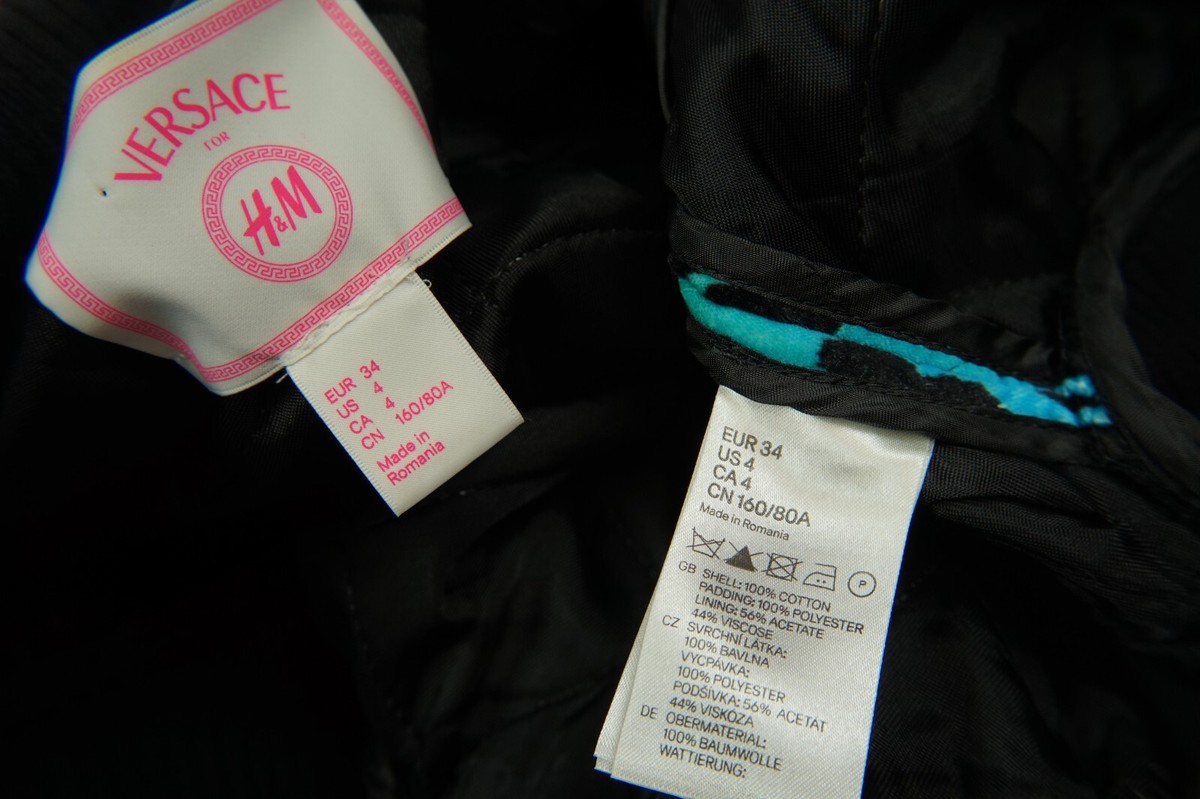 VERSACE
FOR
H&M
EUR 34
US 4
CA 4
CN 160/80A
Made in
Romania
EUR 34
US 4
CA 4
CN 160/80A
Made in Romania
P
GB SHELL: 100% COTTON
PADDING: 100% POLYESTER
LINING: 56% ACETATE
44% VISCOSE
CZ SVRCHNÍ LÁTKA:
100% BAVLNA
VYCPÁVKA:
100% POLYESTER
PODŠÍVKA: 56% ACETAT
44% VISKÓZA
DE OBERMATERIAL:
100% BAUMWOLLE
WATTIERUNG: